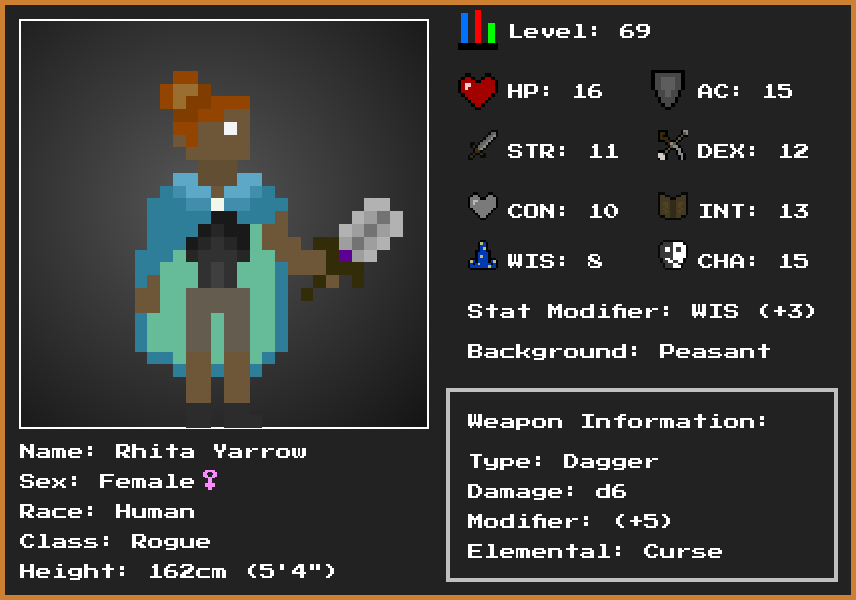 Level: 69
HP: 16 AC: 15
STR: 11 DEX: 12
CON: 10 INT: 13
WIS: 8 CHA: 15
Stat Modifier: WIS (+3)
Background: Peasant
Weapon Information:
Type: Dagger
Damage: d6
Modifier: (+5)
Elemental: Curse
Name: Rhita Yarrow
Sex: Female♀
Race: Human
Class: Rogue
Height: 162cm (5'4")